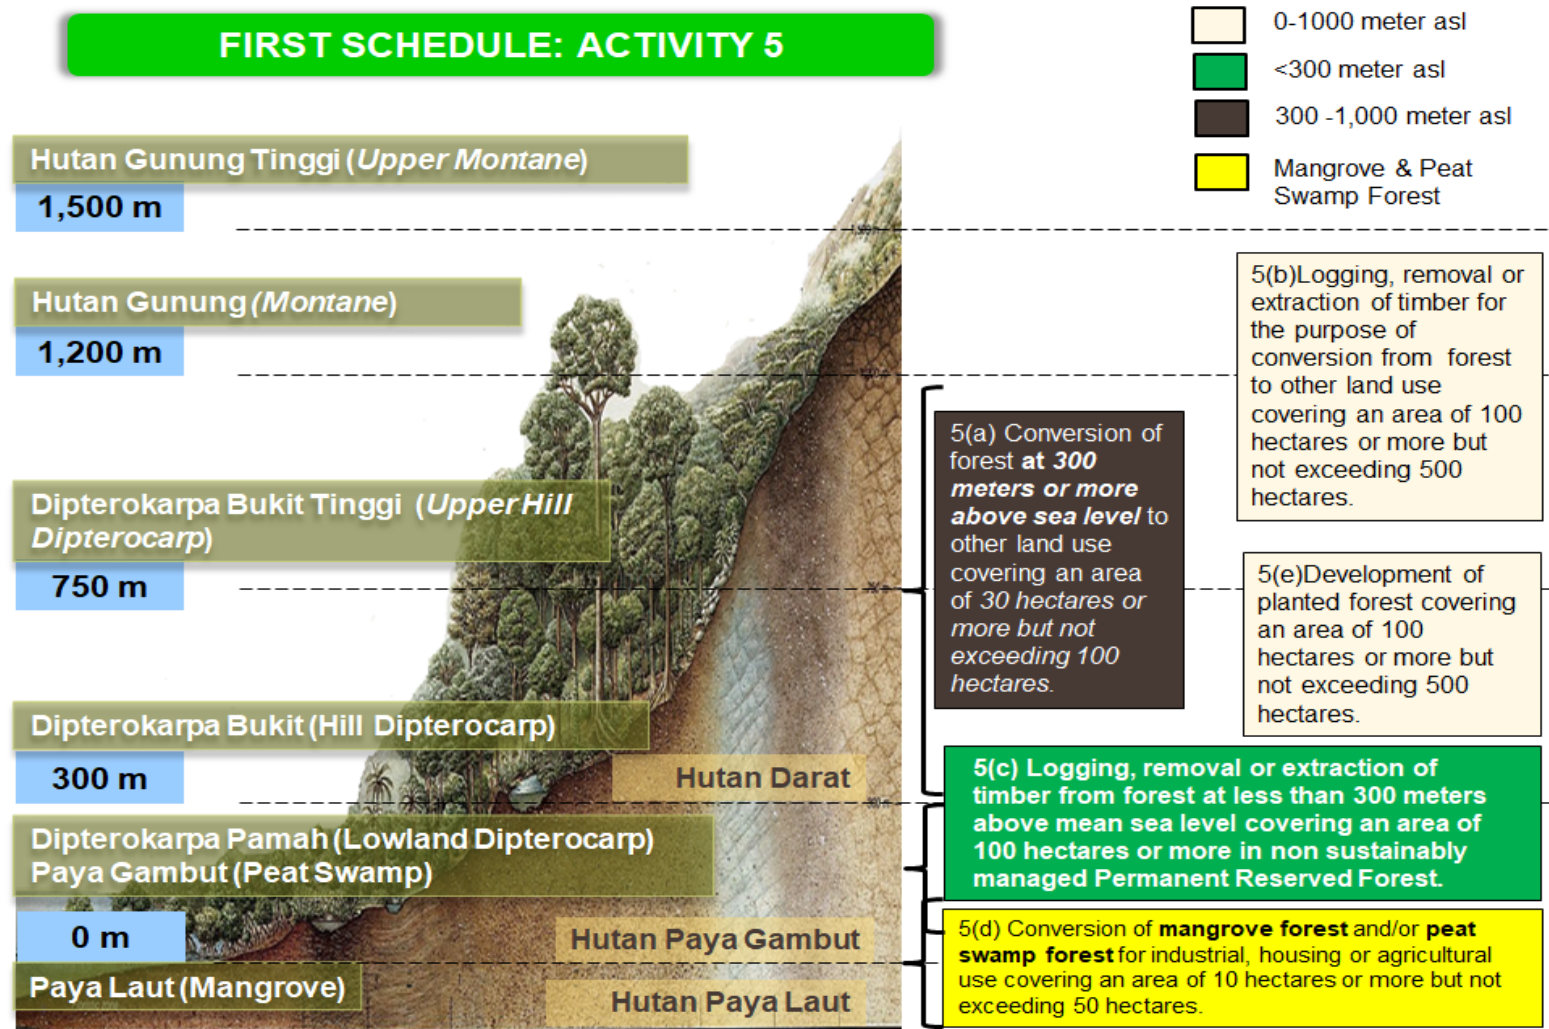 FIRST SCHEDULE: ACTIVITY 5
0-1000 meter asl
<300 meter asl
300 -1,000 meter asl
Mangrove & Peat
Swamp Forest
Hutan Gunung Tinggi (Upper Montane)
1,500 m
Hutan Gunung (Montane)
1,200 m
Dipterokarpa Bukit Tinggi (Upper Hill
Dipterocarp)
750 m
Dipterokarpa Bukit (Hill Dipterocarp)
300 m
Dipterokarpa Pamah (Lowland Dipterocarp)
Paya Gambut (Peat Swamp)
0 m
Paya Laut (Mangrove)
Hutan Darat
Hutan Paya Gambut
Hutan Paya Laut
5(a) Conversion of
forest at 300
meters or more
above sea level to
other land use
covering an area
of 30 hectares or
more but not
exceeding 100
hectares.
5(b)Logging, removal or
extraction of timber for
the purpose of
conversion from forest
to other land use
covering an area of 100
hectares or more but
not exceeding 500
hectares.
5(e)Development of
planted forest covering
an area of 100
hectares or more but
not exceeding 500
hectares.
5(c) Logging, removal or extraction of
timber from forest at less than 300 meters
above mean sea level covering an area of
100 hectares or more in non sustainably
managed Permanent Reserved Forest.
5(d) Conversion of mangrove forest and/or peat
swamp forest for industrial, housing or agricultural
use covering an area of 10 hectares or more but not
exceeding 50 hectares.